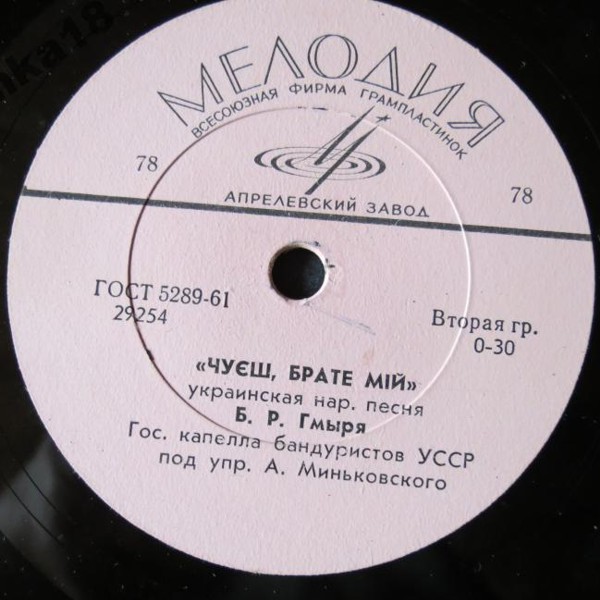 МЕЛОДИЯ
ВСЕСОЮЗНАЯ ФИРМА ГРАМПЛАСТИНОК
78
78
АПРЕЛЕВСКИЙ ЗАВОД
ГОСТ 5289-61
29254
Вторая гр.
0-30
«ЧУЄШ, БРАТЕ МІЙ»
украинская нар. песня
Б. Р. Гмыря
Гос. капелла бандуристов УССР
под упр. А. Миньковского